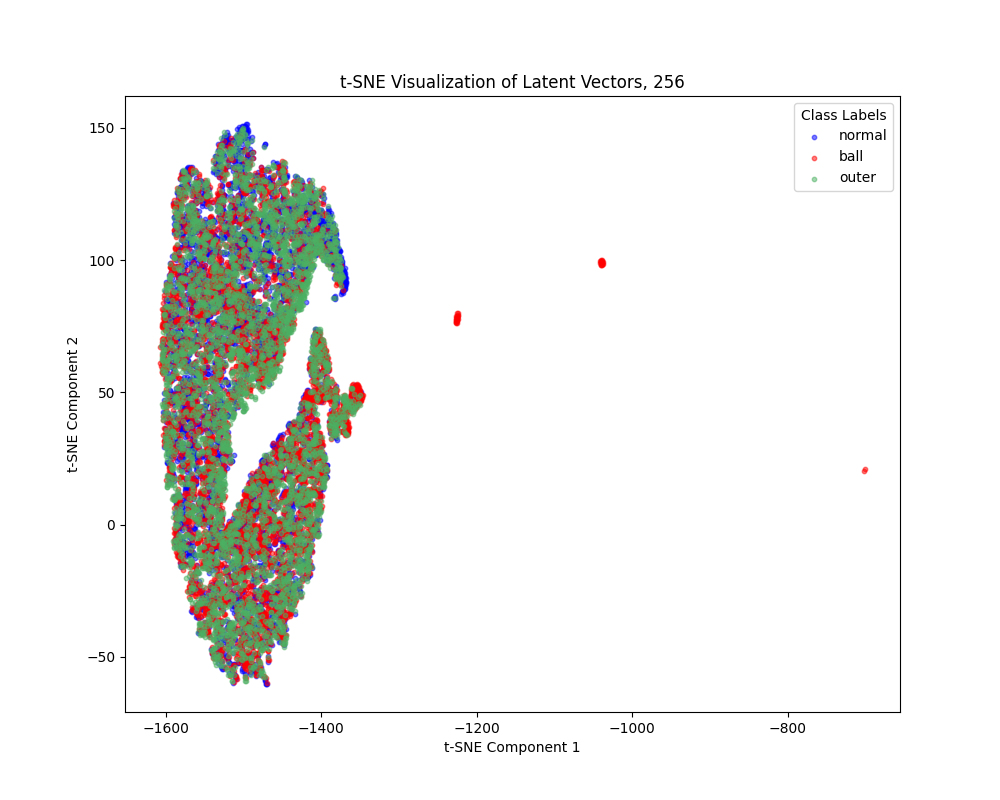 t-SNE Visualization of Latent Vectors, 256
Class Labels
normal
ball
outer
150
100
50
0
−50
t-SNE Component 2
−1600
−1400
−1200
−1000
−800
t-SNE Component 1